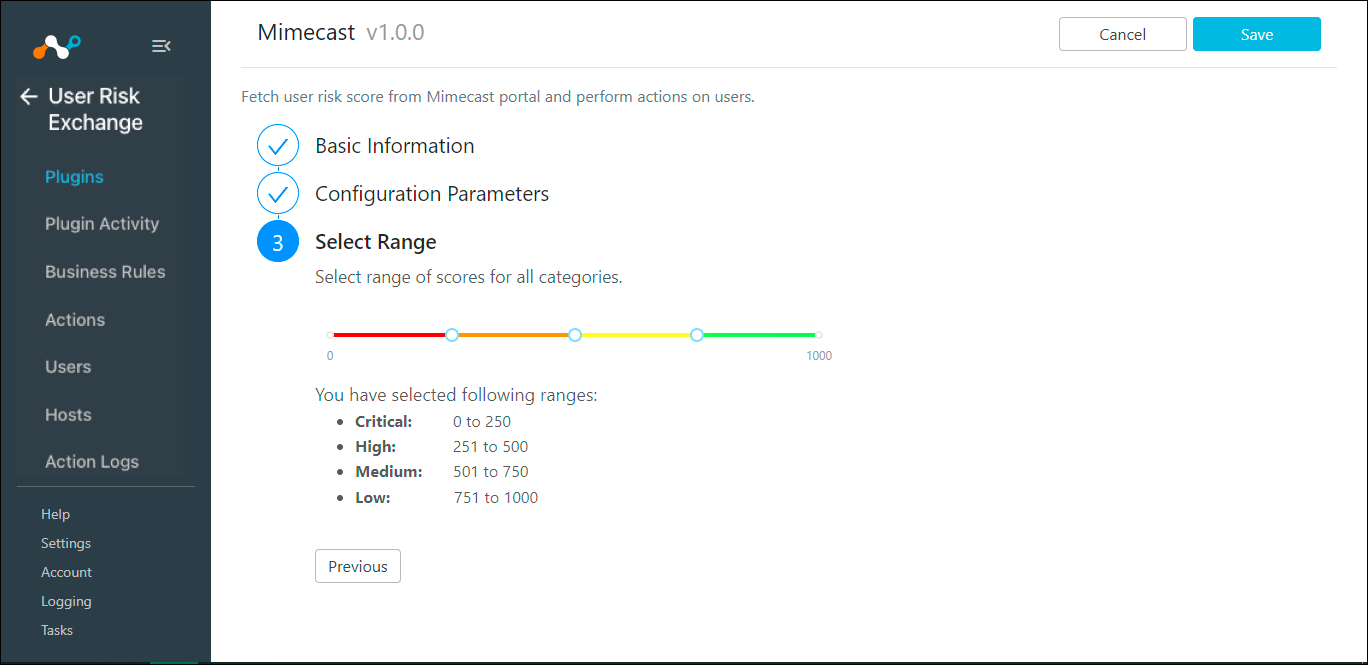 User Risk
Exchange
Plugins
Plugin Activity
Business Rules
Actions
Users
Hosts
Action Logs
Help
Settings
Account
Logging
Tasks
Mimecast v1.0.0
Cancel
Save
Fetch user risk score from Mimecast portal and perform actions on users.
Basic Information
Configuration Parameters
3 Select Range
Select range of scores for all categories.
0 1000
You have selected following ranges:
• Critical: 0 to 250
• High: 251 to 500
• Medium: 501 to 750
• Low: 751 to 1000
Previous